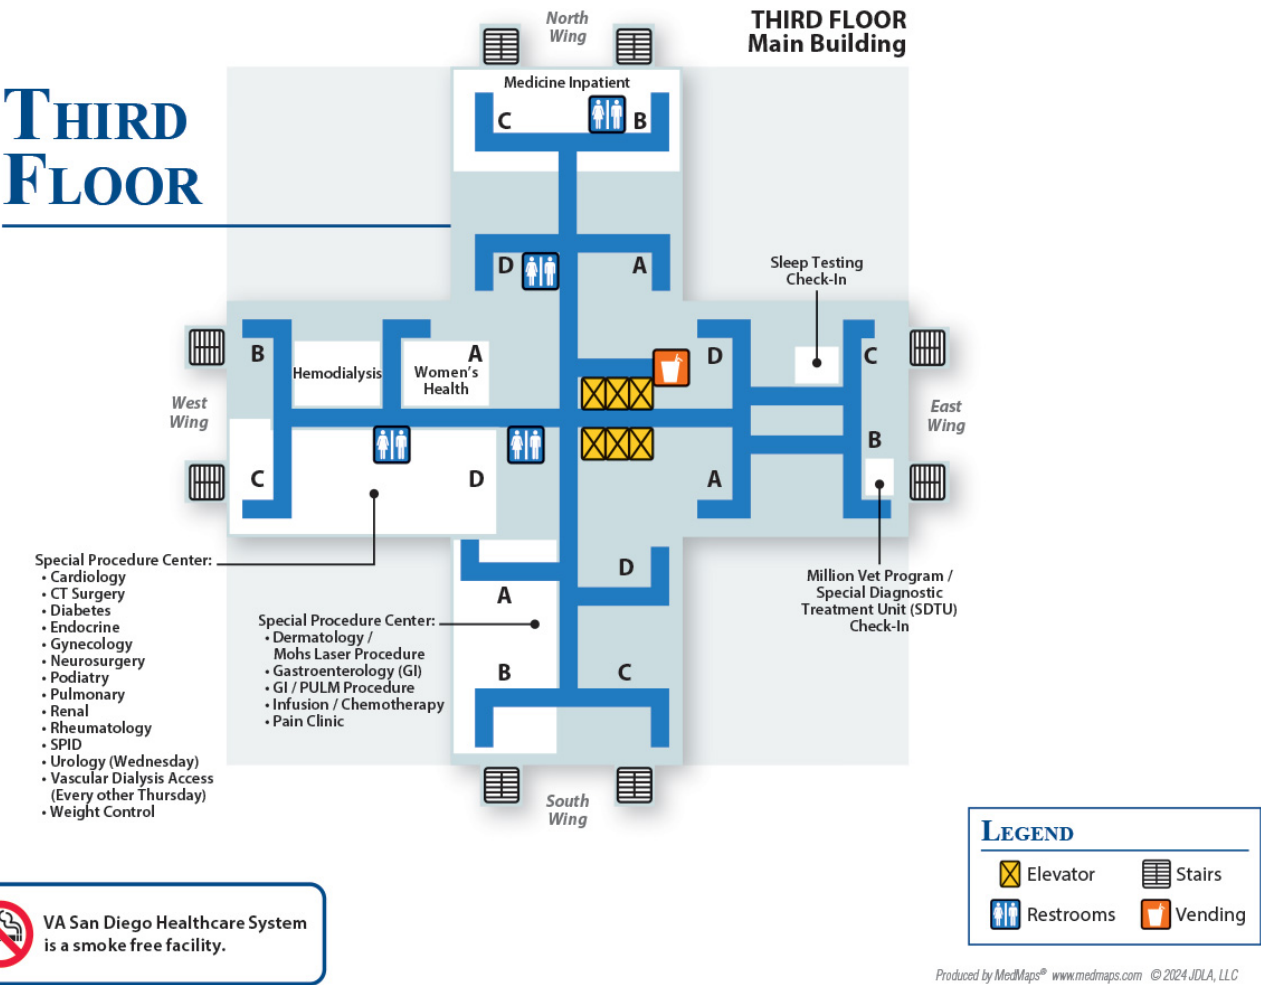 THIRD FLOOR
Main Building
THIRD
FLOOR
North
Wing
Medicine Inpatient
C
B
D
A
Sleep Testing
Check-In
B
Hemodialysis
A
Women's
Health
D
C
West
Wing
East
Wing
C
D
A
B
Special Procedure Center:
• Cardiology
• CT Surgery
• Diabetes
• Endocrine
• Gynecology
• Neurosurgery
• Podiatry
• Pulmonary
• Renal
• Rheumatology
• SPID
• Urology (Wednesday)
• Vascular Dialysis Access
(Every other Thursday)
• Weight Control
Special Procedure Center:
• Dermatology /
Mohs Laser Procedure
• Gastroenterology (GI)
• GI / PULM Procedure
• Infusion / Chemotherapy
• Pain Clinic
A
D
B
C
Million Vet Program /
Special Diagnostic
Treatment Unit (SDTU)
Check-In
South
Wing
LEGEND
Elevator
Stairs
Restrooms
Vending
VA San Diego Healthcare System
is a smoke free facility.
Produced by MedMaps® www.medmaps.com © 2024 JDLA, LLC